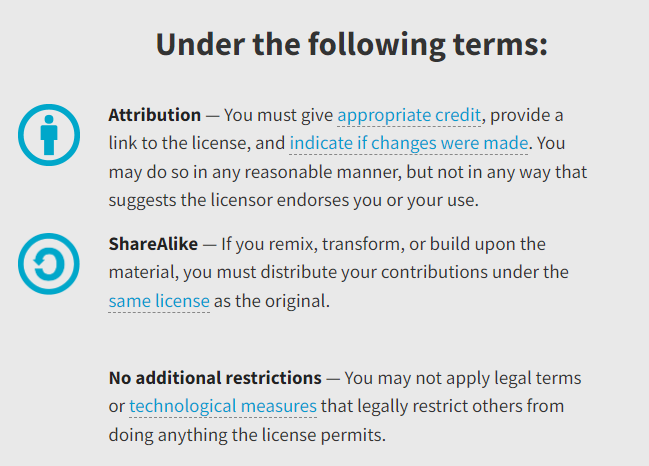 Under the following terms:
Attribution — You must give appropriate credit, provide a
link to the license, and indicate if changes were made. You
may do so in any reasonable manner, but not in any way that
suggests the licensor endorses you or your use.
ShareAlike — If you remix, transform, or build upon the
material, you must distribute your contributions under the
same license as the original.
No additional restrictions — You may not apply legal terms
or technological measures that legally restrict others from
doing anything the license permits.